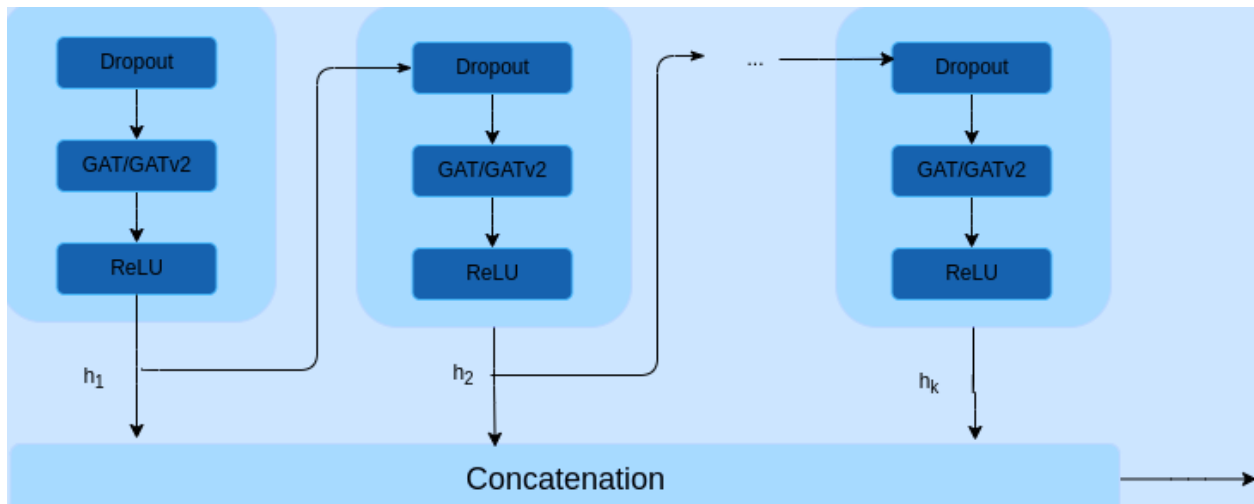 Dropout
GAT/GATv2
ReLU
h1
Dropout
GAT/GATv2
ReLU
h2
...
Dropout
GAT/GATv2
ReLU
hk
Concatenation